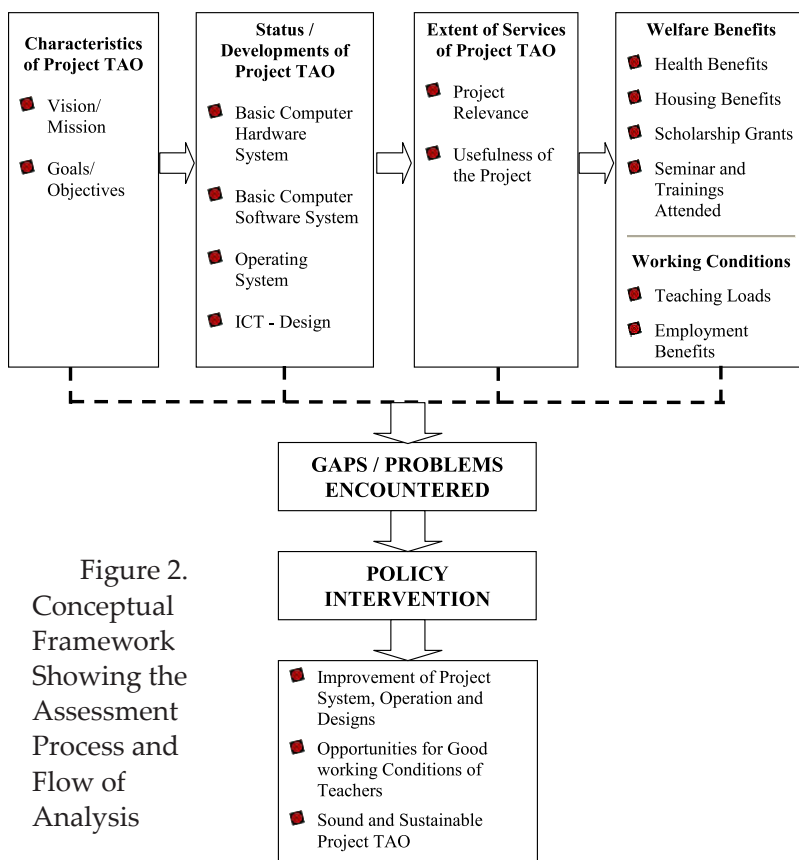 Characteristics
of Project TAO
Vision/
Mission
Goals/
Objectives
Status /
Developments of
Project TAO
Basic Computer
Hardware
System
Basic Computer
Software System
Operating
System
ICT - Design
Extent of Services
of Project TAO
Project
Relevance
Usefulness of
the Project
Welfare Benefits
Health Benefits
Housing Benefits
Scholarship Grants
Seminar and
Trainings
Attended
Working Conditions
Teaching Loads
Employment
Benefits
GAPS / PROBLEMS
ENCOUNTERED
POLICY
INTERVENTION
Improvement of Project
System, Operation and
Designs
Opportunities for Good
working Conditions of
Teachers
Sound and Sustainable
Project TAO
Figure 2.
Conceptual
Framework
Showing the
Assessment
Process and
Flow of
Analysis